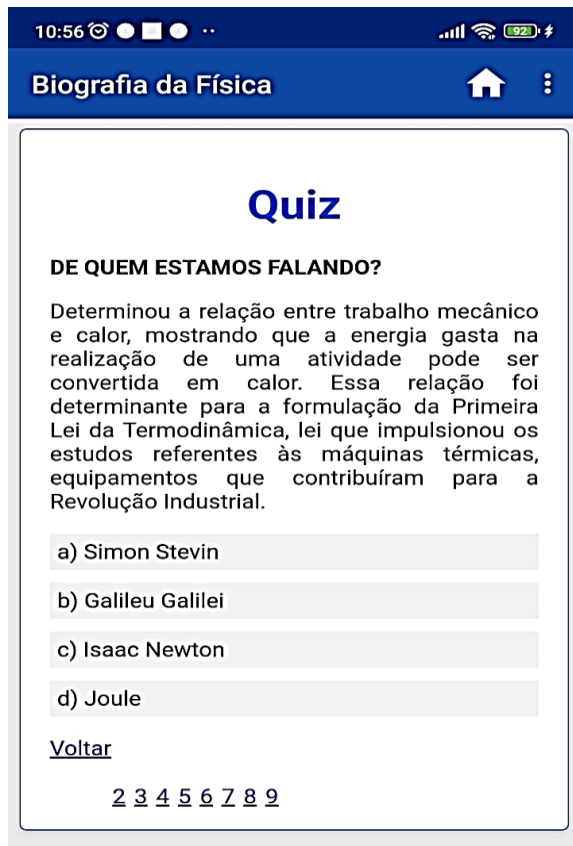 10:56
92
Biografia da Física
Quiz
DE QUEM ESTAMOS FALANDO?
Determinou a relação entre trabalho mecânico
e calor, mostrando que a energia gasta na
realização de uma atividade pode ser
convertida em calor. Essa relação foi
determinante para a formulação da Primeira
Lei da Termodinâmica, lei que impulsionou os
estudos referentes às máquinas térmicas,
equipamentos que contribuíram para a
Revolução Industrial.
a) Simon Stevin
b) Galileu Galilei
c) Isaac Newton
d) Joule
Voltar
2 3 4 5 6 7 8 9